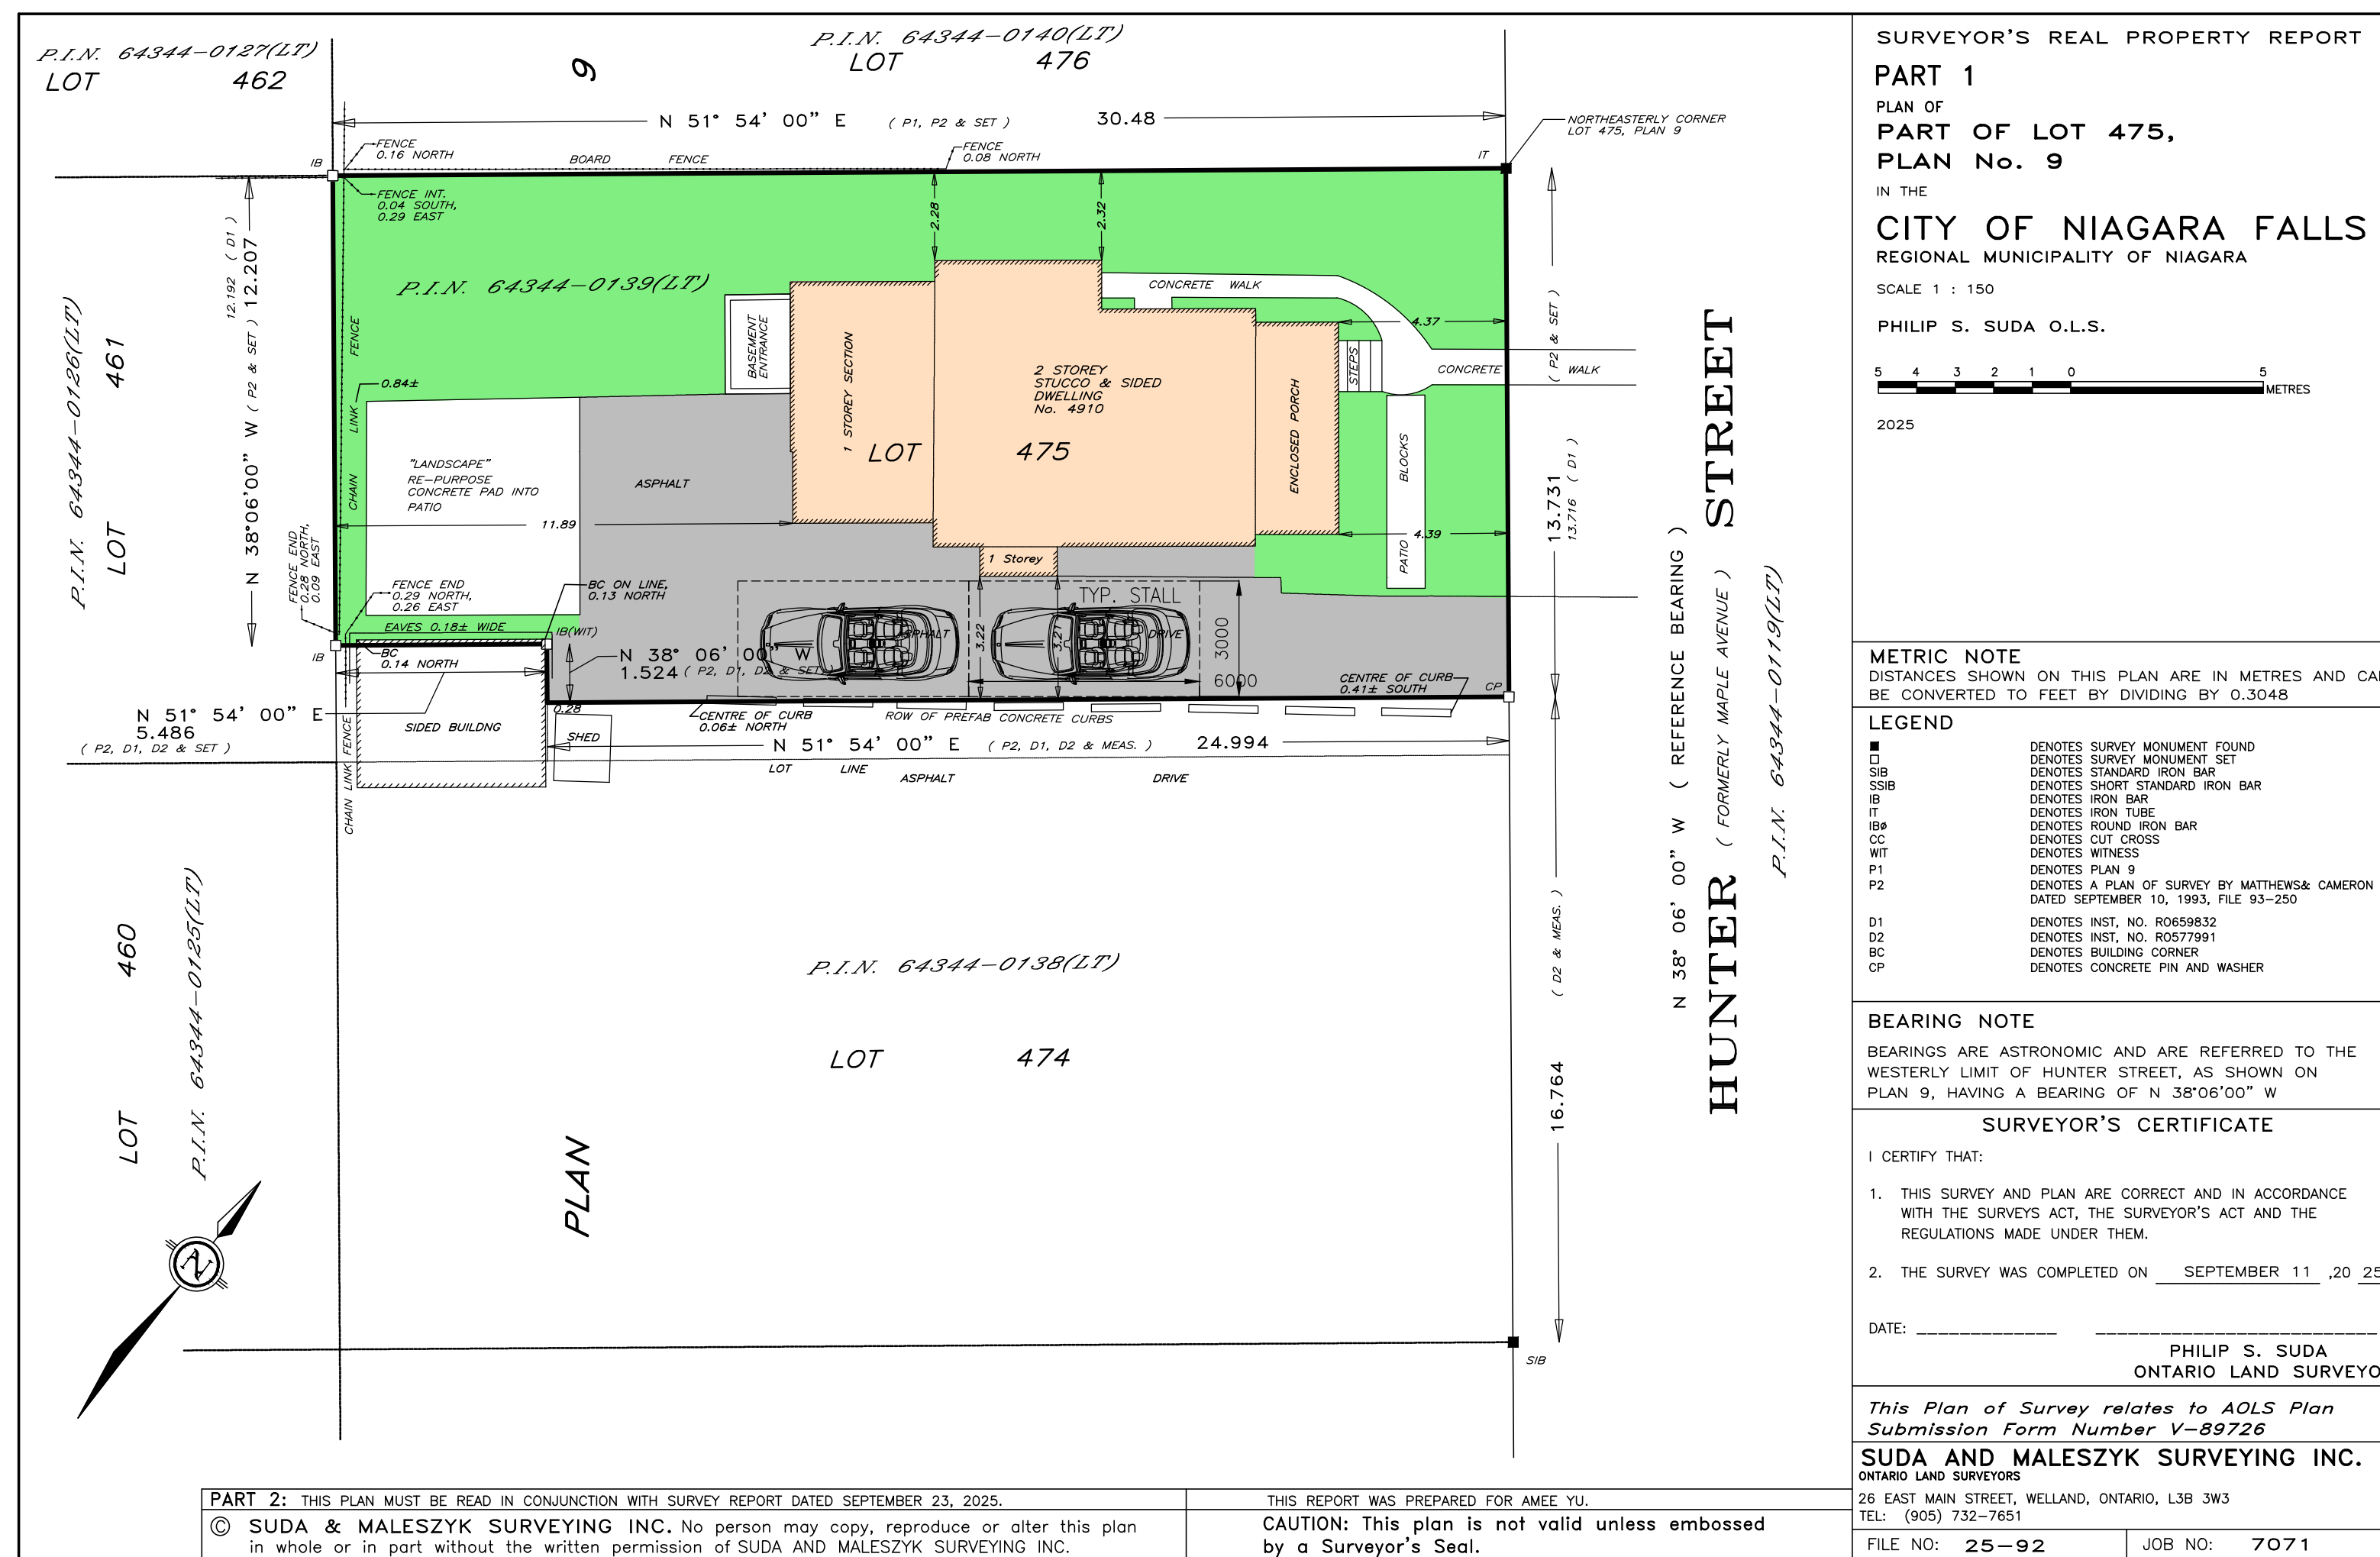 P.I.N. 64344-0127(LT)
LOT 462
9
P.I.N. 64344-0140(LT)
LOT 476
N 51° 54' 00" E ( P1, P2 & SET ) 30.48
NORTHEASTERLY CORNER
LOT 475, PLAN 9
IB
FENCE
0.16 NORTH
BOARD FENCE
FENCE
0.08 NORTH
IT
FENCE INT.
0.04 SOUTH,
0.29 EAST
2.28
2.32
12.192 ( D1 )
N 38°06'00" W ( P2 & SET ) 12.207
P.I.N. 64344-0139(LT)
P.I.N. 64344-0126(LT)
LOT 461
CHAIN LINK FENCE
0.84±
BASEMENT
ENTRANCE
1 STOREY SECTION
2 STOREY
STUCCO & SIDED
DWELLING
No. 4910
LOT 475
ENCLOSED PORCH
CONCRETE WALK
4.37
STEPS
CONCRETE WALK
PATIO BLOCKS
4.39
"LANDSCAPE"
RE-PURPOSE
CONCRETE PAD INTO
PATIO
ASPHALT
11.89
1 Storey
FENCE END
0.28 NORTH,
0.09 EAST
FENCE END
0.29 NORTH,
0.26 EAST
BC ON LINE,
0.13 NORTH
EAVES 0.18± WIDE
IB(WIT)
IB
BC
0.14 NORTH
N 38° 06' 00" W
1.524 ( P2, D1, D2 & SET )
ASPHALT DRIVE
TYP. STALL
3.22
3.21
3000
6000
CENTRE OF CURB
0.41± SOUTH
CP
N 51° 54' 00" E
5.486
( P2, D1, D2 & SET )
SIDED BUILDNG
0.28
SHED
CENTRE OF CURB
0.06± NORTH
ROW OF PREFAB CONCRETE CURBS
N 51° 54' 00" E ( P2, D1, D2 & MEAS. ) 24.994
LOT LINE
ASPHALT DRIVE
CHAIN LINK FENCE
13.731 ( P2 & SET )
13.716 ( D1 )
16.764 ( D2 & MEAS. )
N 38° 06' 00" W ( REFERENCE BEARING )
HUNTER ( FORMERLY MAPLE AVENUE ) STREET
P.I.N. 64344-0119(LT)
LOT 460
P.I.N. 64344-0125(LT)
P.I.N. 64344-0138(LT)
LOT 474
PLAN
N
SIB
PART 2: THIS PLAN MUST BE READ IN CONJUNCTION WITH SURVEY REPORT DATED SEPTEMBER 23, 2025.
© SUDA & MALESZYK SURVEYING INC. No person may copy, reproduce or alter this plan
in whole or in part without the written permission of SUDA AND MALESZYK SURVEYING INC.
THIS REPORT WAS PREPARED FOR AMEE YU.
CAUTION: This plan is not valid unless embossed
by a Surveyor's Seal.
SURVEYOR'S REAL PROPERTY REPORT
PART 1
PLAN OF
PART OF LOT 475,
PLAN No. 9
IN THE
CITY OF NIAGARA FALLS
REGIONAL MUNICIPALITY OF NIAGARA
SCALE 1 : 150
PHILIP S. SUDA O.L.S.
5 4 3 2 1 0 5
METRES
2025
METRIC NOTE
DISTANCES SHOWN ON THIS PLAN ARE IN METRES AND CA
BE CONVERTED TO FEET BY DIVIDING BY 0.3048
LEGEND
■ DENOTES SURVEY MONUMENT FOUND
□ DENOTES SURVEY MONUMENT SET
SIB DENOTES STANDARD IRON BAR
SSIB DENOTES SHORT STANDARD IRON BAR
IB DENOTES IRON BAR
IT DENOTES IRON TUBE
IBø DENOTES ROUND IRON BAR
CC DENOTES CUT CROSS
WIT DENOTES WITNESS
P1 DENOTES PLAN 9
P2 DENOTES A PLAN OF SURVEY BY MATTHEWS& CAMERON
DATED SEPTEMBER 10, 1993, FILE 93-250
D1 DENOTES INST, NO. RO659832
D2 DENOTES INST, NO. RO577991
BC DENOTES BUILDING CORNER
CP DENOTES CONCRETE PIN AND WASHER
BEARING NOTE
BEARINGS ARE ASTRONOMIC AND ARE REFERRED TO THE
WESTERLY LIMIT OF HUNTER STREET, AS SHOWN ON
PLAN 9, HAVING A BEARING OF N 38°06'00" W
SURVEYOR'S CERTIFICATE
I CERTIFY THAT:
1. THIS SURVEY AND PLAN ARE CORRECT AND IN ACCORDANCE
WITH THE SURVEYS ACT, THE SURVEYOR'S ACT AND THE
REGULATIONS MADE UNDER THEM.
2. THE SURVEY WAS COMPLETED ON SEPTEMBER 11 ,20 25
DATE:
PHILIP S. SUDA
ONTARIO LAND SURVEYO
This Plan of Survey relates to AOLS Plan
Submission Form Number V-89726
SUDA AND MALESZYK SURVEYING INC.
ONTARIO LAND SURVEYORS
26 EAST MAIN STREET, WELLAND, ONTARIO, L3B 3W3
TEL: (905) 732-7651
FILE NO: 25-92
JOB NO: 7071